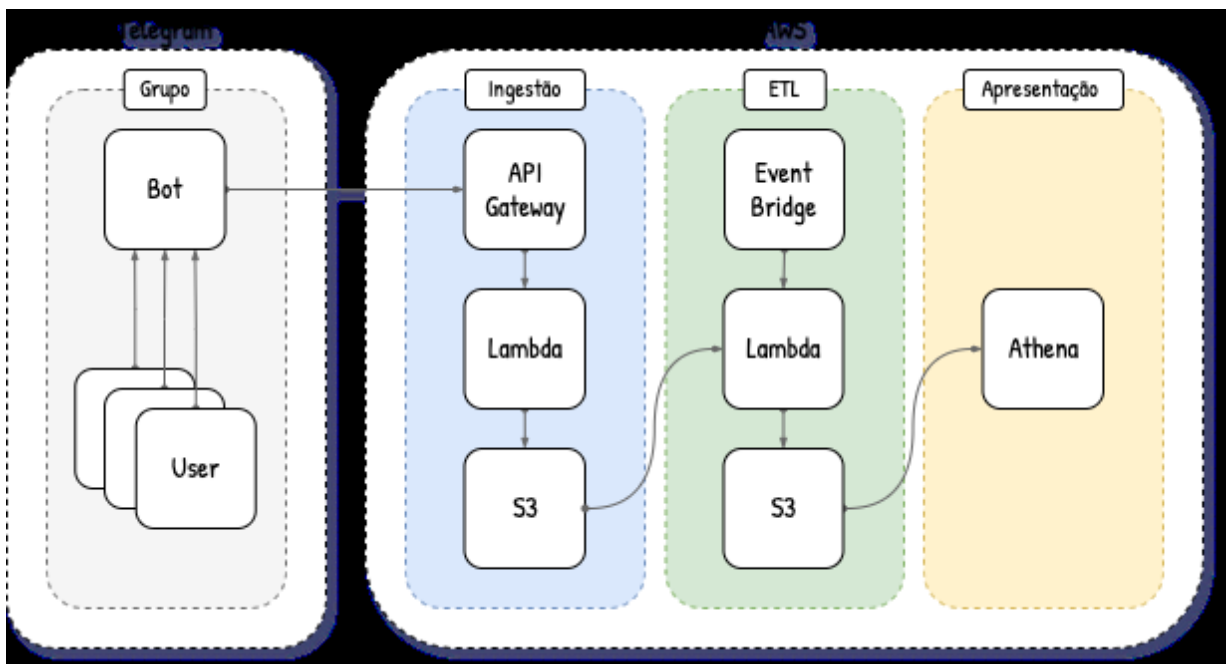 Telegram
AWS
Grupo
Ingestão
ETL
Apresentação
Bot
API
Gateway
Event
Bridge
Lambda
Lambda
Athena
User
S3
S3